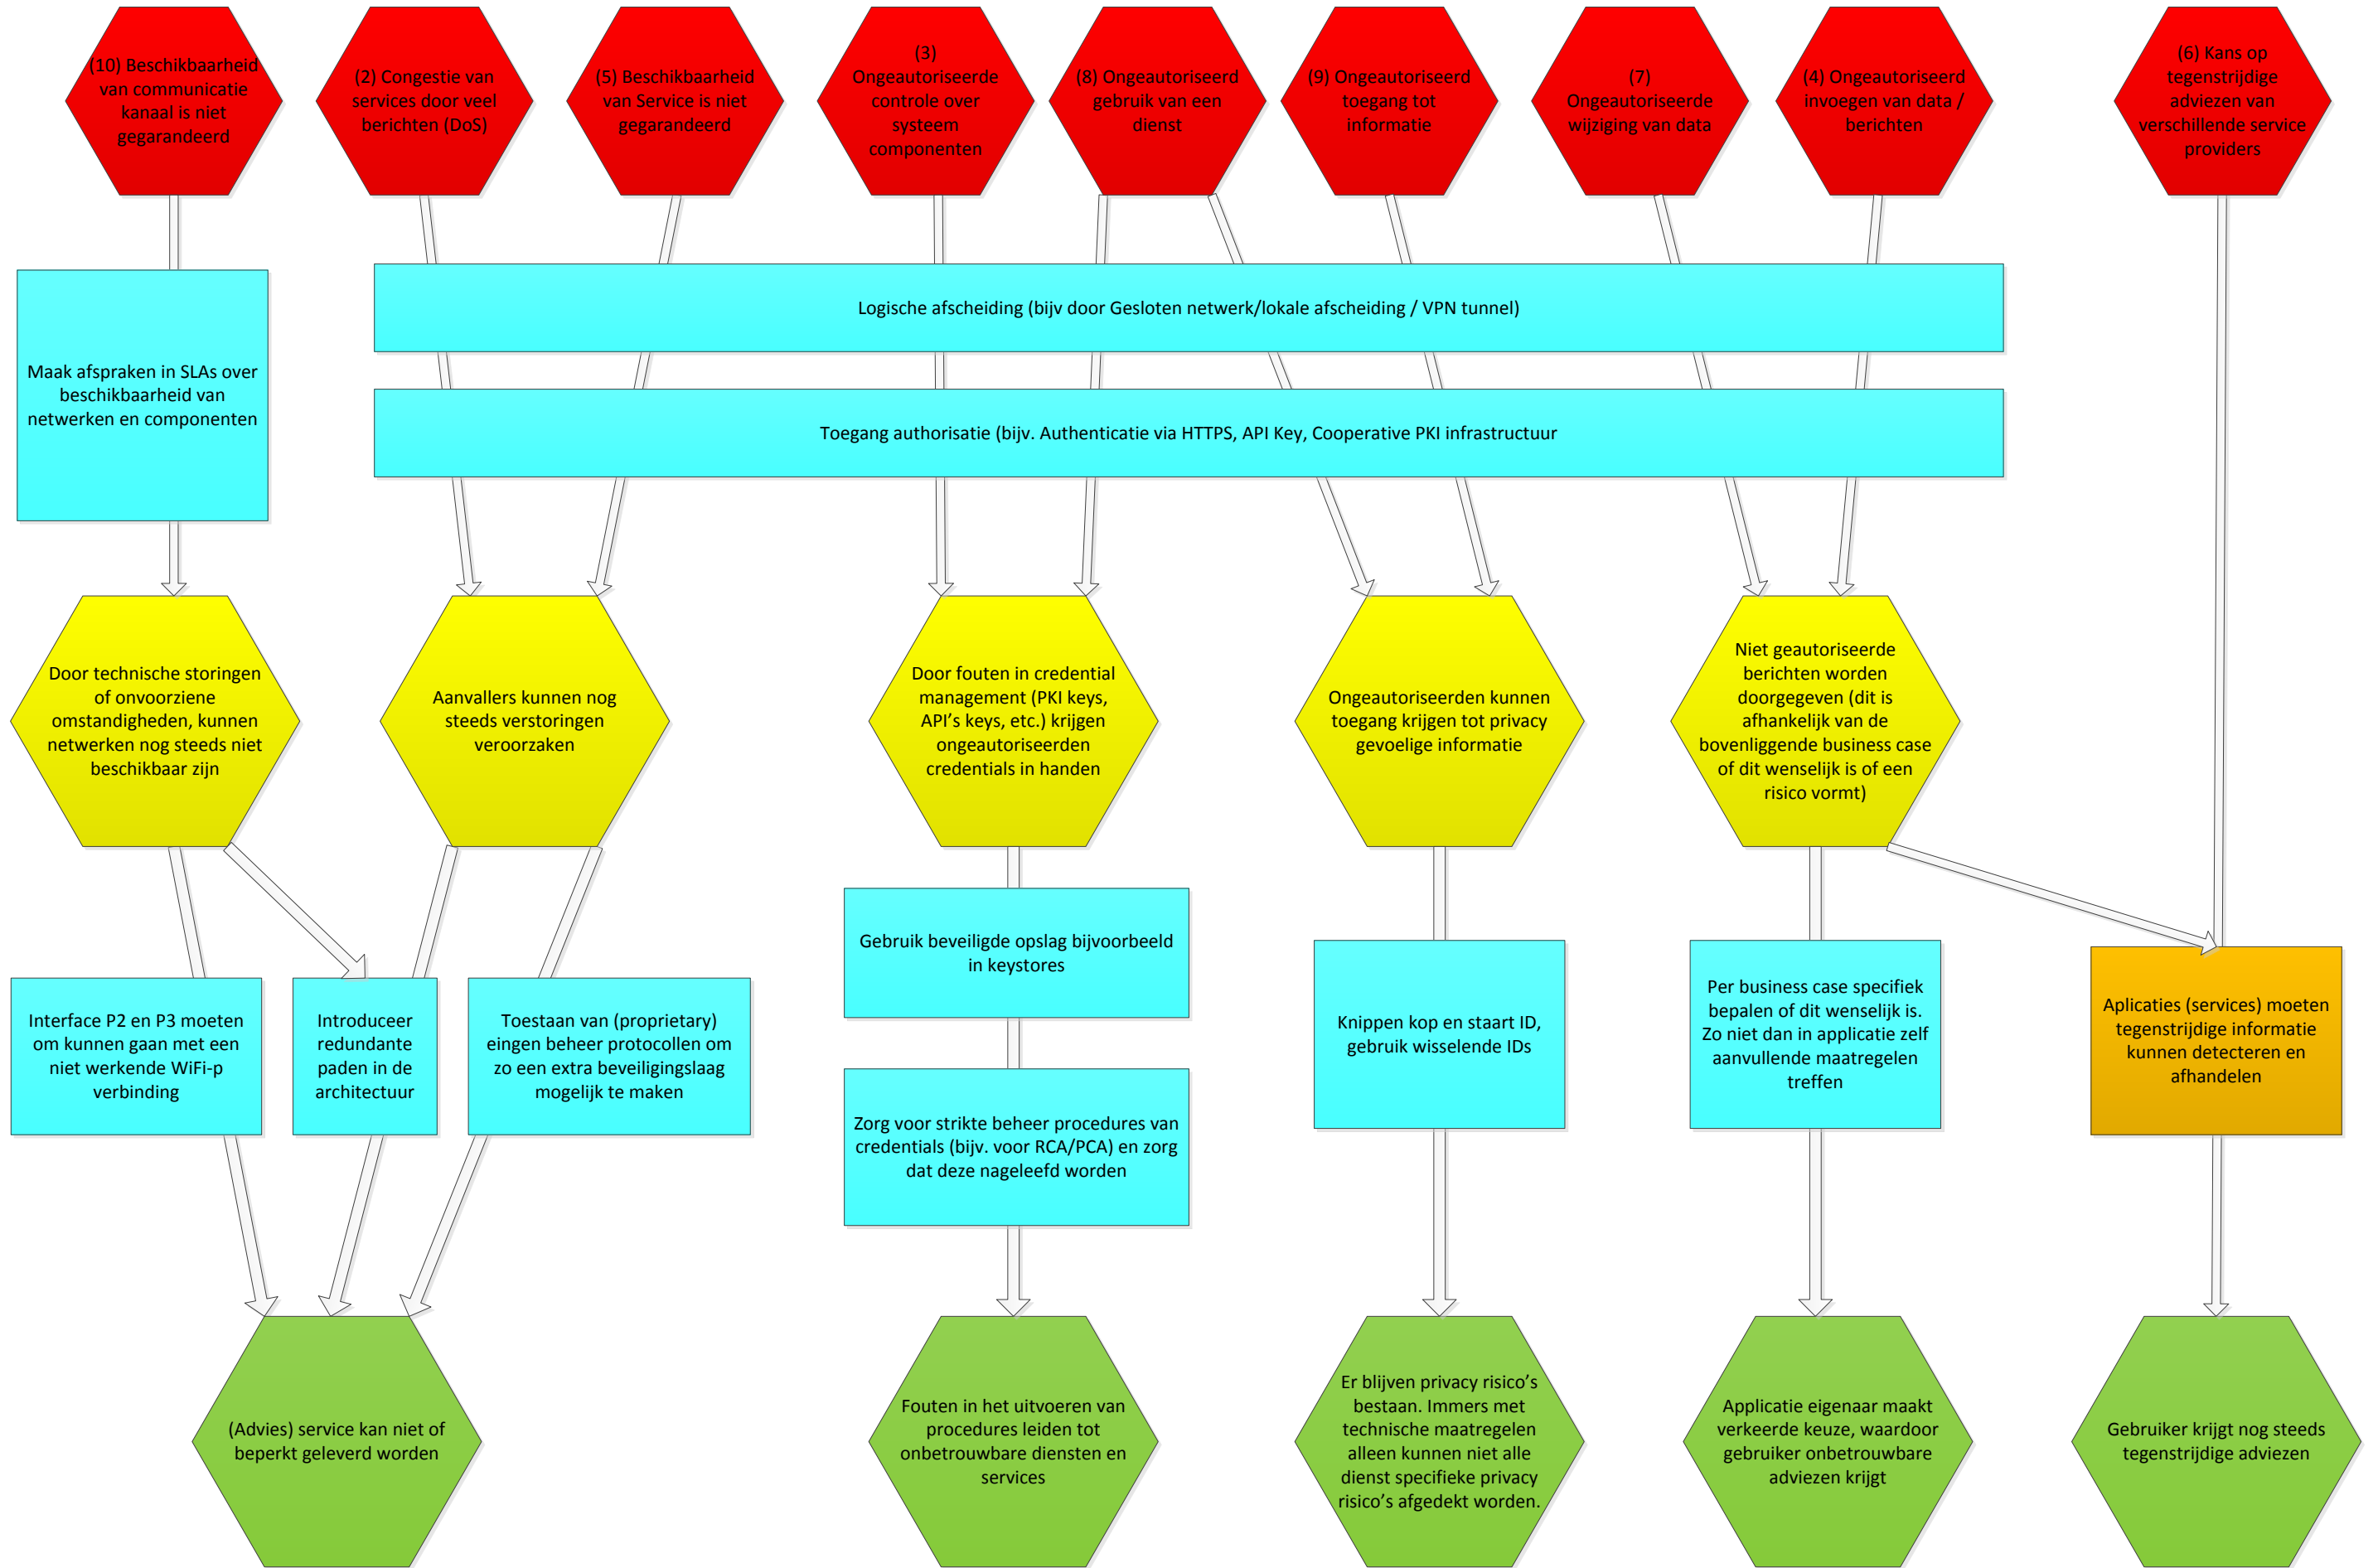 (10) Beschikbaarheid
van communicatie
kanaal is niet
gegarandeerd
(2) Congestie van
services door veel
berichten (DoS)
(5) Beschikbaarheid
van Service is niet
gegarandeerd
(3)
Ongeautoriseerde
controle over
systeem
componenten
(8) Ongeautoriseerd
gebruik van een
dienst
(9) Ongeautoriseerd
toegang tot
informatie
(7)
Ongeautoriseerde
wijziging van data
(4) Ongeautoriseerd
invoegen van data /
berichten
(6) Kans op
tegenstrijdige
adviezen van
verschillende service
providers
Logische afscheiding (bijv door Gesloten netwerk/lokale afscheiding / VPN tunnel)
Maak afspraken in SLAs over
beschikbaarheid van
netwerken en componenten
Toegang authorisatie (bijv. Authenticatie via HTTPS, API Key, Cooperative PKI infrastructuur
Door technische storingen
of onvoorziene
omstandigheden, kunnen
netwerken nog steeds niet
beschikbaar zijn
Aanvallers kunnen nog
steeds verstoringen
veroorzaken
Door fouten in credential
management (PKI keys,
API’s keys, etc.) krijgen
ongeautoriseerden
credentials in handen
Ongeautoriseerden kunnen
toegang krijgen tot privacy
gevoelige informatie
Niet geautoriseerde
berichten worden
doorgegeven (dit is
afhankelijk van de
bovenliggende business case
of dit wenselijk is of een
risico vormt)
Interface P2 en P3 moeten
om kunnen gaan met een
niet werkende WiFi-p
verbinding
Introduceer
redundante
paden in de
architectuur
Toestaan van (proprietary)
eingen beheer protocollen om
zo een extra beveiligingslaag
mogelijk te maken
Gebruik beveiligde opslag bijvoorbeeld
in keystores
Zorg voor strikte beheer procedures van
credentials (bijv. voor RCA/PCA) en zorg
dat deze nageleefd worden
Knippen kop en staart ID,
gebruik wisselende IDs
Per business case specifiek
bepalen of dit wenselijk is.
Zo niet dan in applicatie zelf
aanvullende maatregelen
treffen
Aplicaties (services) moeten
tegenstrijdige informatie
kunnen detecteren en
afhandelen
(Advies) service kan niet of
beperkt geleverd worden
Fouten in het uitvoeren van
procedures leiden tot
onbetrouwbare diensten en
services
Er blijven privacy risico’s
bestaan. Immers met
technische maatregelen
alleen kunnen niet alle
dienst specifieke privacy
risico’s afgedekt worden.
Applicatie eigenaar maakt
verkeerde keuze, waardoor
gebruiker onbetrouwbare
adviezen krijgt
Gebruiker krijgt nog steeds
tegenstrijdige adviezen